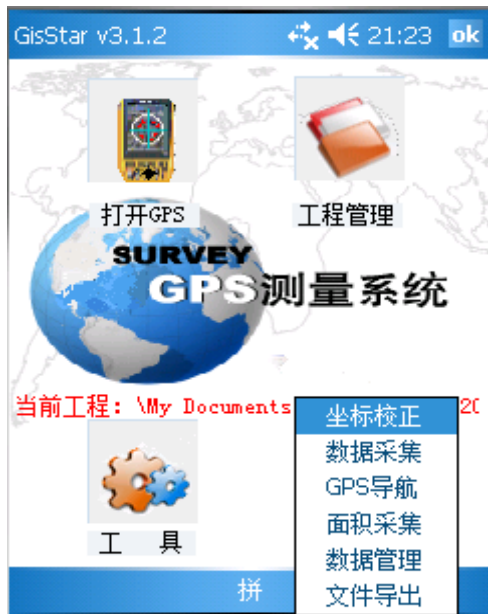 GisStar v3.1.2 21:23 ok
打开GPS 工程管理
SURVEY
GPS测量系统
当前工程: \My Documents 20
工 具
坐标校正
数据采集
GPS导航
面积采集
数据管理
文件导出
拼